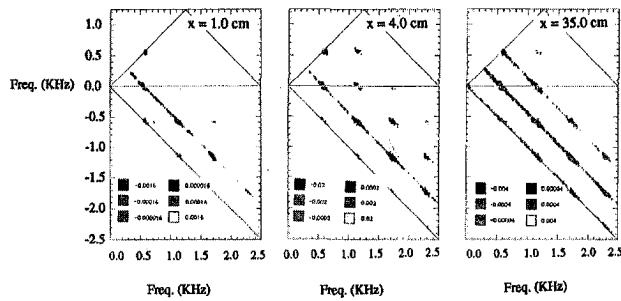 x = 1.0 cm
x = 4.0 cm
x = 35.0 cm
Freq. (KHz)
1.0
0.5
0.0
-0.5
-1.0
-1.5
-2.0
-2.5
-0.0016 0.000016
-0.00016 0.00016
-0.000016 0.0016
-0.02 0.0002
-0.002 0.002
-0.0002 0.02
-0.004 0.00004
-0.0004 0.0004
-0.00004 0.004
0.0 0.5 1.0 1.5 2.0 2.5
0.0 0.5 1.0 1.5 2.0 2.5
0.0 0.5 1.0 1.5 2.0 2.5
Freq. (KHz)
Freq. (KHz)
Freq. (KHz)